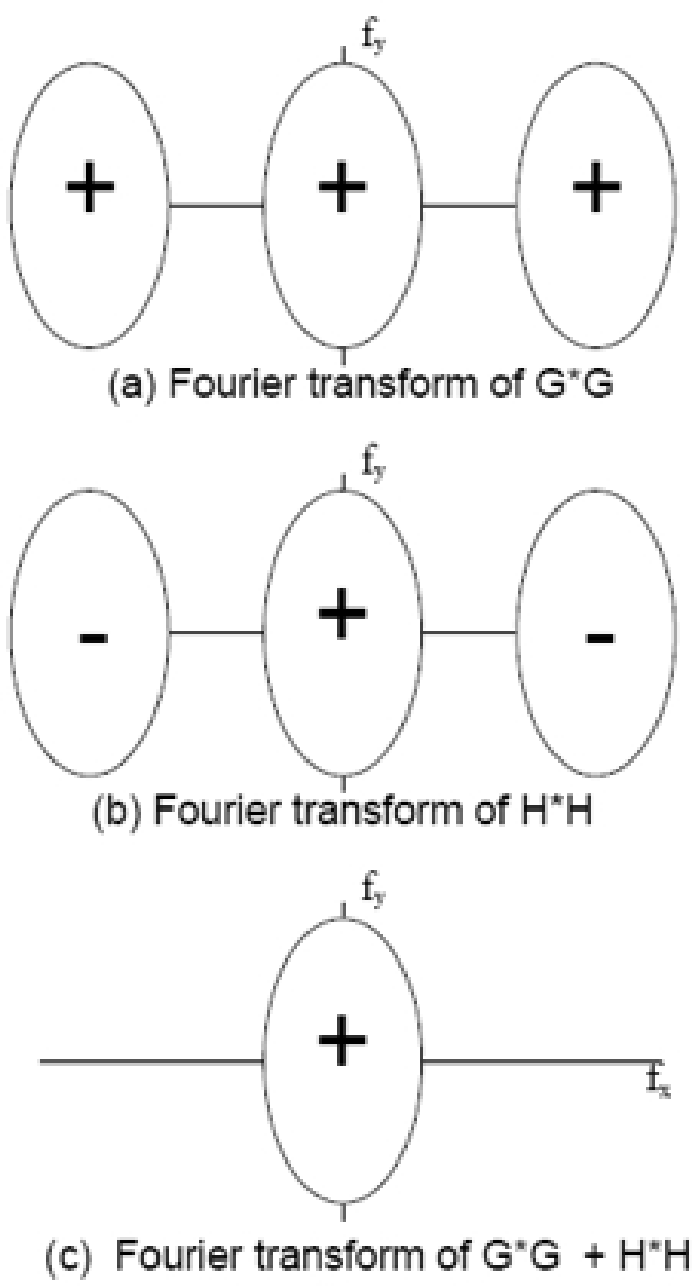 f_y
+ + +
(a) Fourier transform of G*G
f_y
- + -
(b) Fourier transform of H*H
f_y
+
f_x
(c) Fourier transform of G*G + H*H